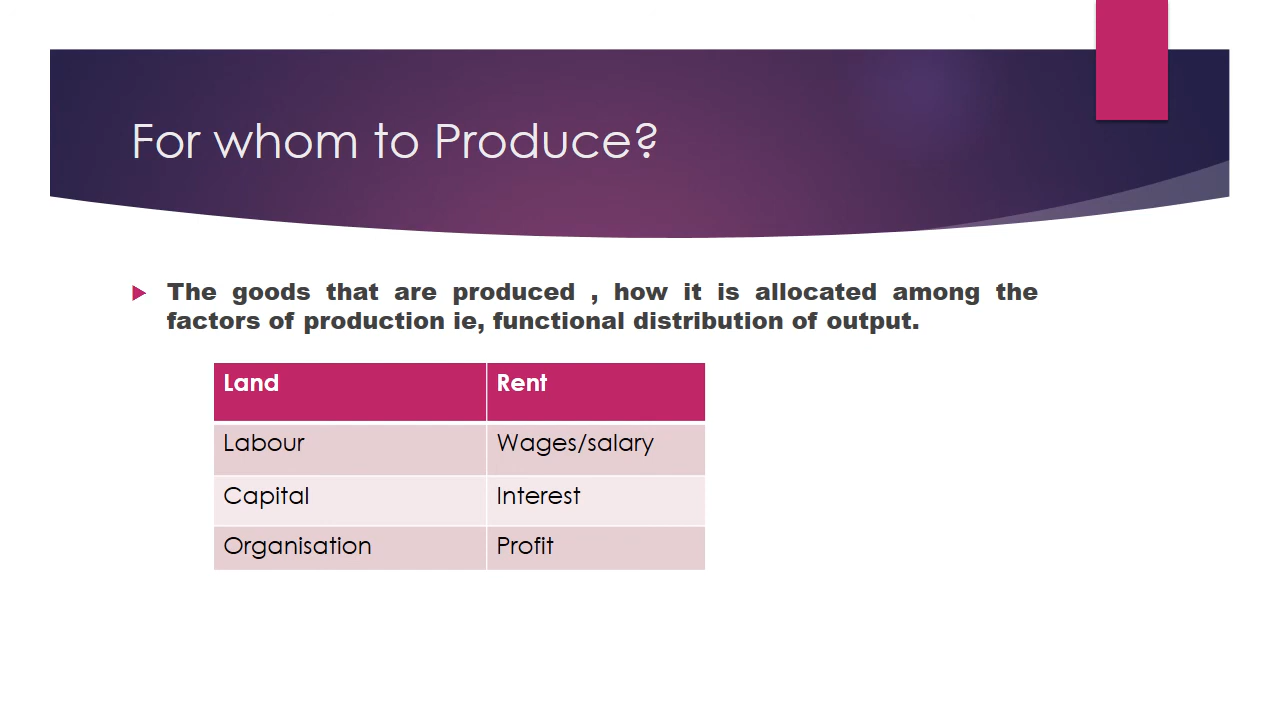 For whom to Produce?
The goods that are produced , how it is allocated among the
factors of production ie, functional distribution of output.
Land Rent
Labour Wages/salary
Capital Interest
Organisation Profit